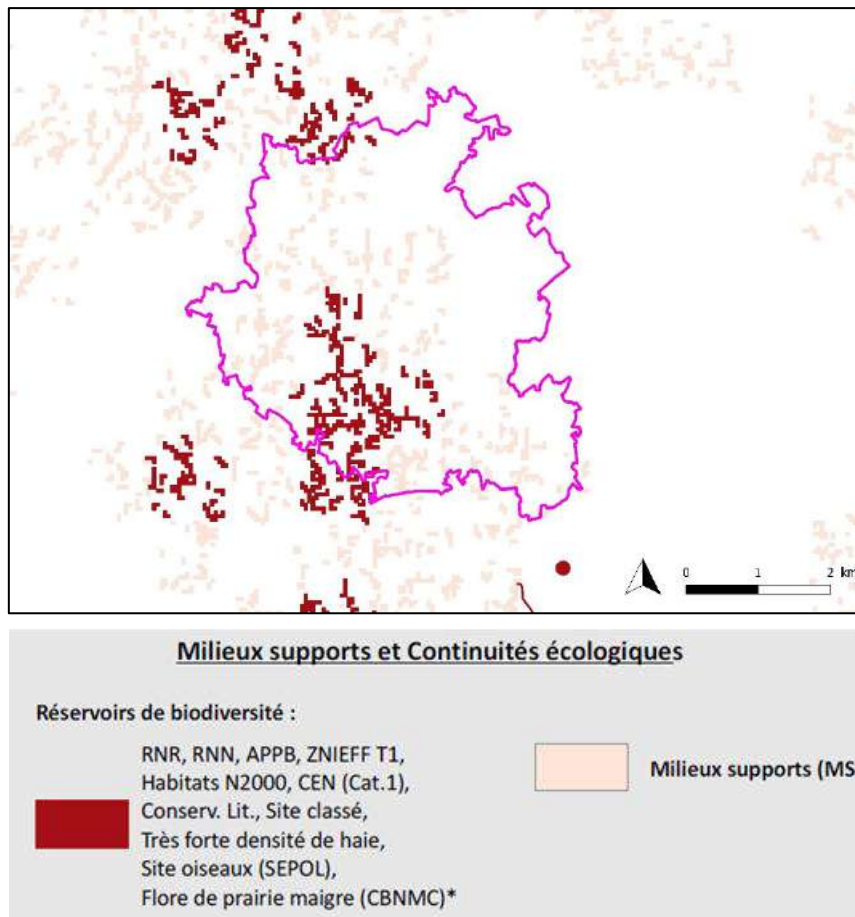 0 1 2 km
Milieux supports et Continuités écologiques
Réservoirs de biodiversité :
RNR, RNN, APPB, ZNIEFF T1,
Habitats N2000, CEN (Cat.1),
Conserv. Lit., Site classé,
Très forte densité de haie,
Site oiseaux (SEPOL),
Flore de prairie maigre (CBNMC)*
Milieux supports (MS